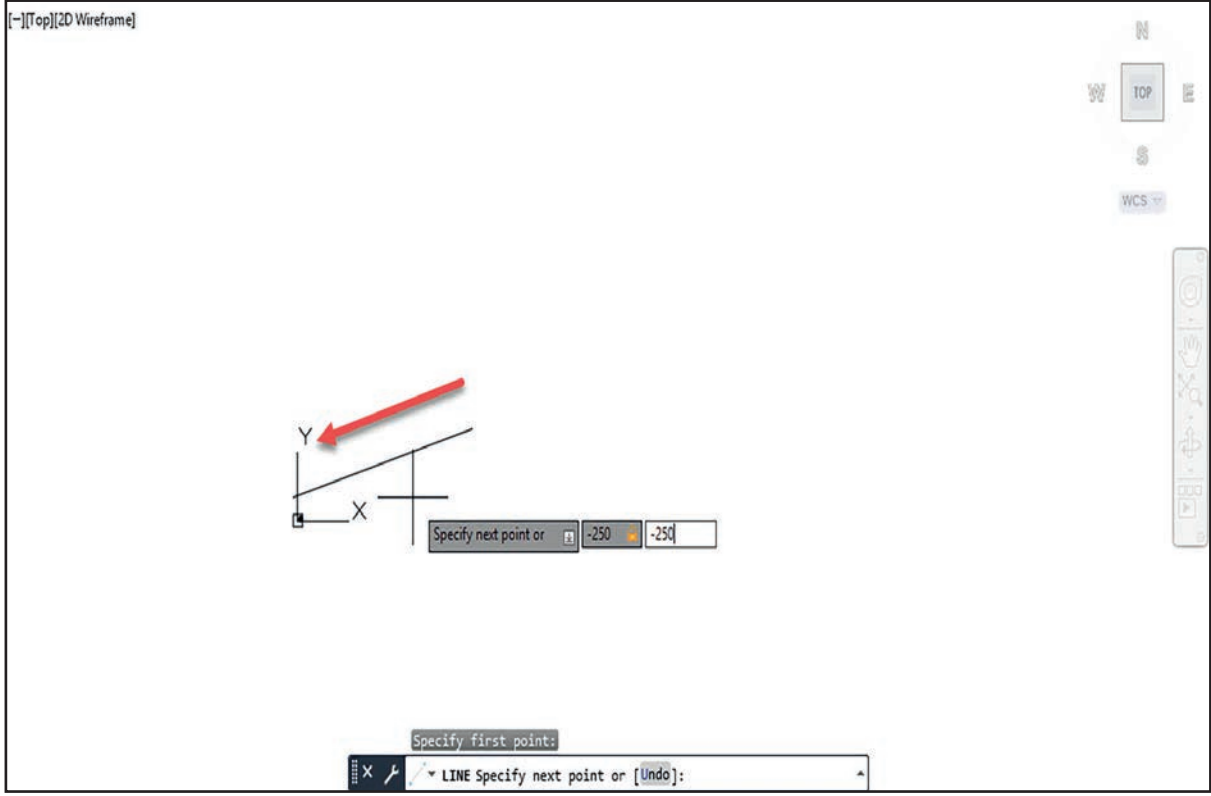 [−][Top][2D Wireframe]
N
W TOP E
S
WCS
Y
X
Specify next point or -250 -250
Specify first point:
LINE Specify next point or [Undo]: